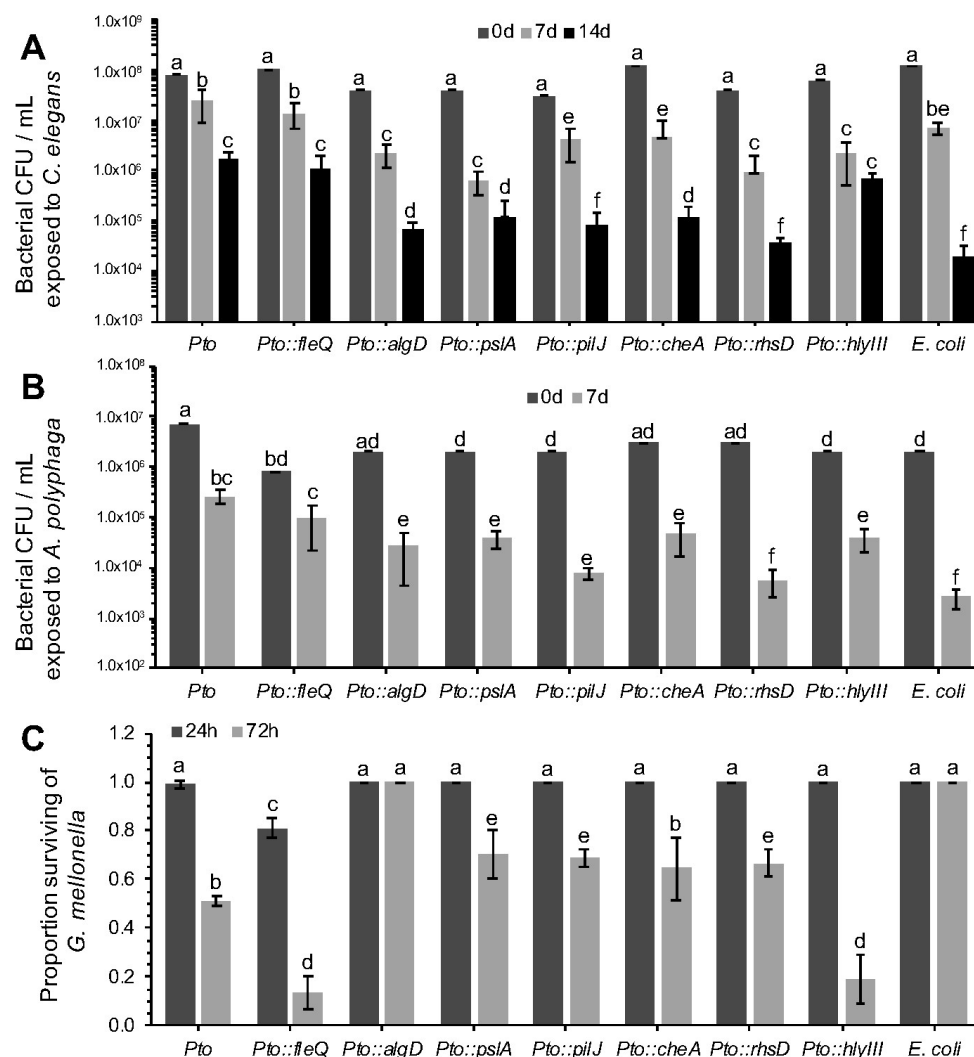 A
0d 7d 14d
Bacterial CFU / mL
exposed to C. elegans
1.0x10⁹
1.0x10⁸
1.0x10⁷
1.0x10⁶
1.0x10⁵
1.0x10⁴
1.0x10³
a b c a b c a c d a c d a e f a e d a c f a c c a be f
Pto Pto::fleQ Pto::algD Pto::pslA Pto::pilJ Pto::cheA Pto::rhsD Pto::hlyIII E. coli
B
0d 7d
Bacterial CFU / mL
exposed to A. polyphaga
1.0x10⁸
1.0x10⁷
1.0x10⁶
1.0x10⁵
1.0x10⁴
1.0x10³
1.0x10²
a bc bd c ad e d e d e ad e ad f d e d f
Pto Pto::fleQ Pto::algD Pto::pslA Pto::pilJ Pto::cheA Pto::rhsD Pto::hlyIII E. coli
C
24h 72h
Proportion surviving of
G. mellonella
1.2
1.0
0.8
0.6
0.4
0.2
0.0
a b c d a a a e a e a b a e a d a a
Pto Pto::fleQ Pto::algD Pto::pslA Pto::pilJ Pto::cheA Pto::rhsD Pto::hlyIII E. coli